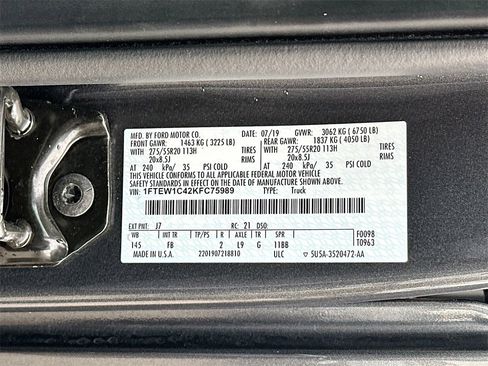 MFD. BY FORD MOTOR CO. 07/19 GVWR: 3062 KG ( 6750 LB)
FRONT GAWR: 1463 KG ( 3225 LB) REAR GAWR: 1837 KG ( 4050 LB)
WITH 275/55R20 113H TIRES WITH 275/55R20 113H TIRES
20x8.5J RIMS 20x8.5J RIMS
AT 240 kPa/ 35 PSI COLD AT 240 kPa/ 35 PSI COLD
THIS VEHICLE CONFORMS TO ALL APPLICABLE FEDERAL MOTOR VEHICLE SAFETY AND THEFT PREVENTION STANDARDS IN EFFECT ON THE DATE OF MANUFACTURE SHOWN ABOVE.
VIN: 1FTEW1C42KFC75989 TYPE: Truck
EXT PNT: J7 RC: 21 DSO: F0098
WB INT TR TP/PS R AXLE TR SPR T0963
145 FB 2 L9 G 11BB
MADE IN U.S.A. 2201907218810 ULC 5U5A-3520472-AA